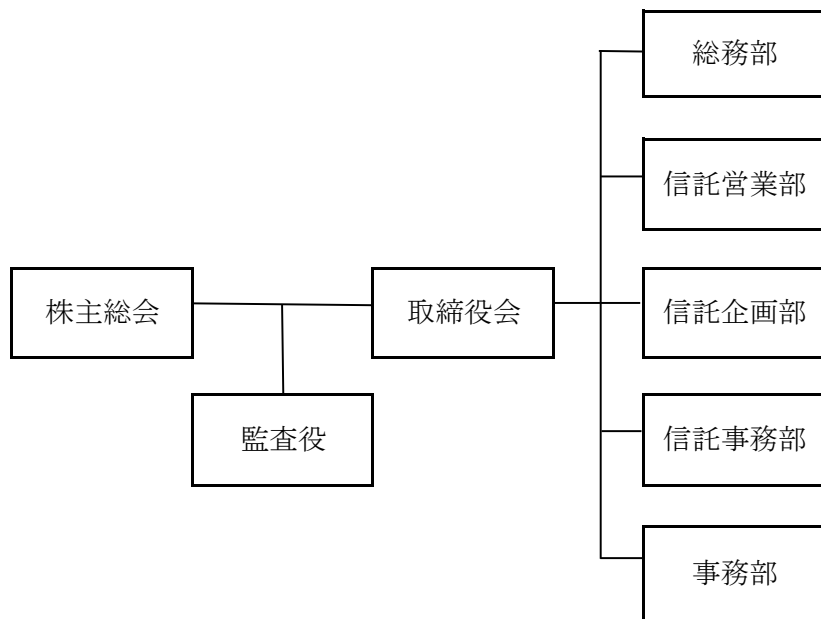 総務部
信託営業部
株主総会
取締役会
信託企画部
監査役
信託事務部
事務部